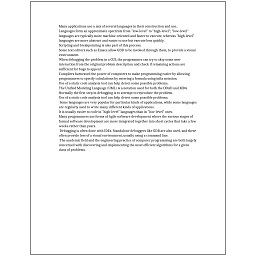 Many applications use a mix of several languages in their construction and use.
Languages form an approximate spectrum from "low-level" to "high-level"; "low-level"
languages are typically more machine-oriented and faster to execute, whereas "high-level"
languages are more abstract and easier to use but execute less quickly.
Scripting and breakpointing is also part of this process.
Some text editors such as Emacs allow GDB to be invoked through them, to provide a visual
environment.
When debugging the problem in a GUI, the programmer can try to skip some user
interaction from the original problem description and check if remaining actions are
sufficient for bugs to appear.
Compilers harnessed the power of computers to make programming easier by allowing
programmers to specify calculations by entering a formula using infix notation.
Use of a static code analysis tool can help detect some possible problems.
The Unified Modeling Language (UML) is a notation used for both the OOAD and MDA.
Normally the first step in debugging is to attempt to reproduce the problem.
Use of a static code analysis tool can help detect some possible problems.
Some languages are very popular for particular kinds of applications, while some languages
are regularly used to write many different kinds of applications.
It is usually easier to code in "high-level" languages than in "low-level" ones.
Many programmers use forms of Agile software development where the various stages of
formal software development are more integrated together into short cycles that take a few
weeks rather than years.
Debugging is often done with IDEs. Standalone debuggers like GDB are also used, and these
often provide less of a visual environment, usually using a command line.
The academic field and the engineering practice of computer programming are both largely
concerned with discovering and implementing the most efficient algorithms for a given
class of problems.